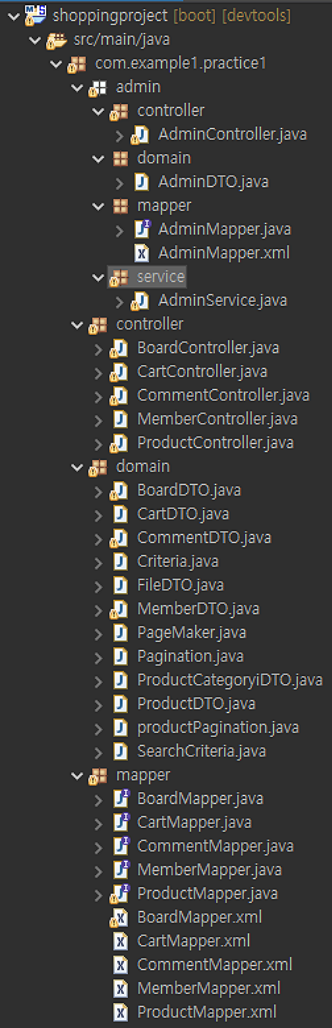 shoppingproject [boot] [devtools]
src/main/java
com.example1.practice1
admin
controller
AdminController.java
domain
AdminDTO.java
mapper
AdminMapper.java
AdminMapper.xml
service
AdminService.java
controller
BoardController.java
CartController.java
CommentController.java
MemberController.java
ProductController.java
domain
BoardDTO.java
CartDTO.java
CommentDTO.java
Criteria.java
FileDTO.java
MemberDTO.java
PageMaker.java
Pagination.java
ProductCategoryiDTO.java
ProductDTO.java
productPagination.java
SearchCriteria.java
mapper
BoardMapper.java
CartMapper.java
CommentMapper.java
MemberMapper.java
ProductMapper.java
BoardMapper.xml
CartMapper.xml
CommentMapper.xml
MemberMapper.xml
ProductMapper.xml